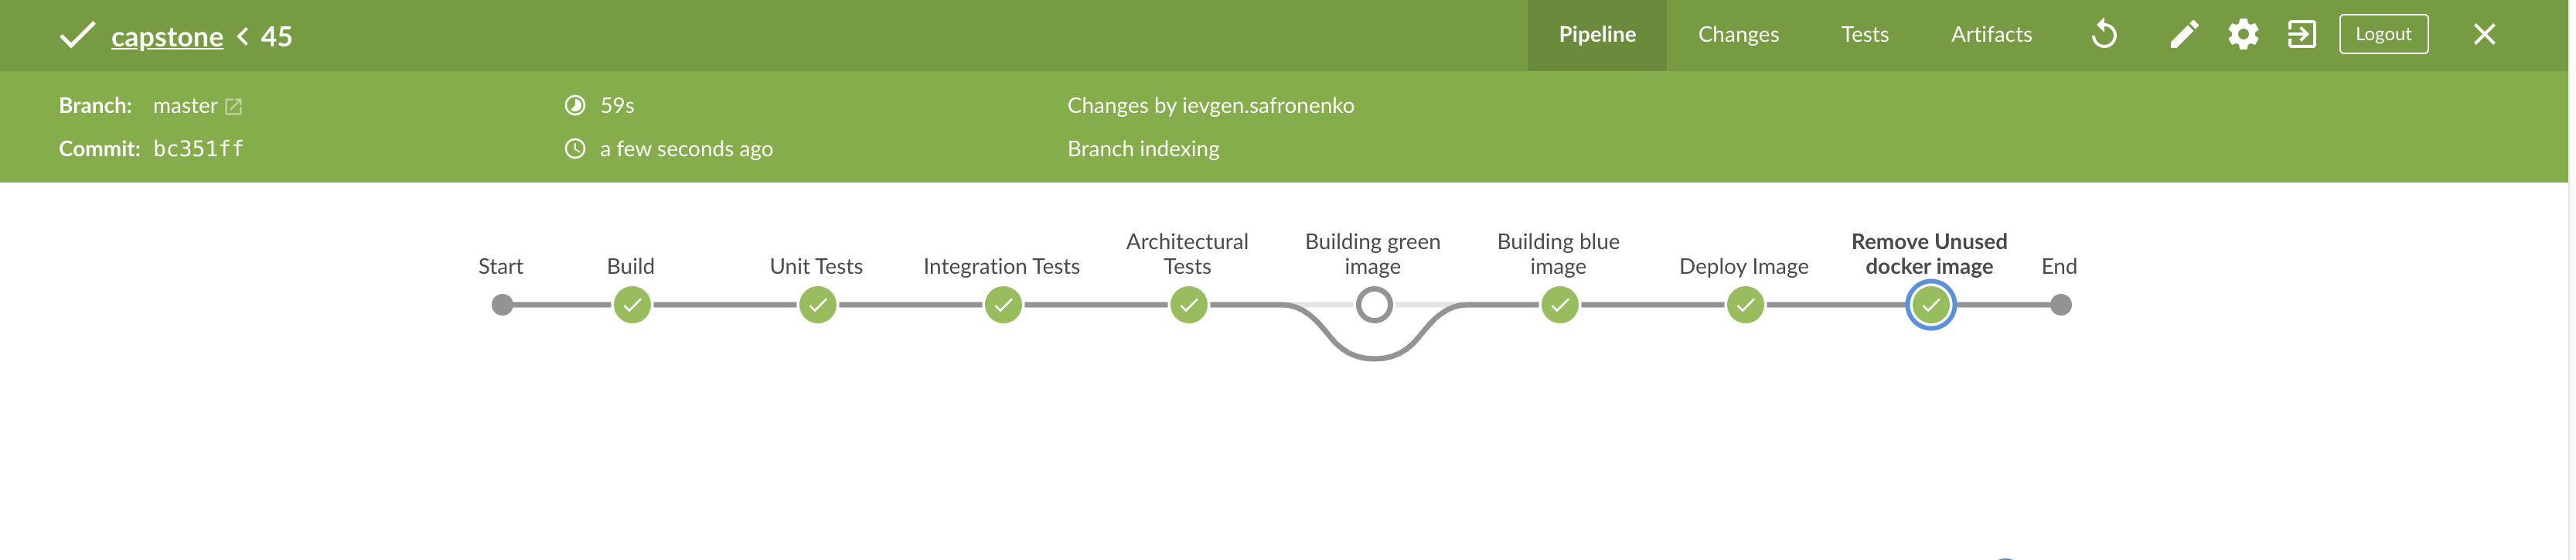 capstone < 45
Pipeline
Changes
Tests
Artifacts
Logout
Branch: master
59s
Changes by ievgen.safronenko
Commit: bc351ff
a few seconds ago
Branch indexing
Start
Build
Unit Tests
Integration Tests
Architectural
Tests
Building green
image
Building blue
image
Deploy Image
Remove Unused
docker image
End